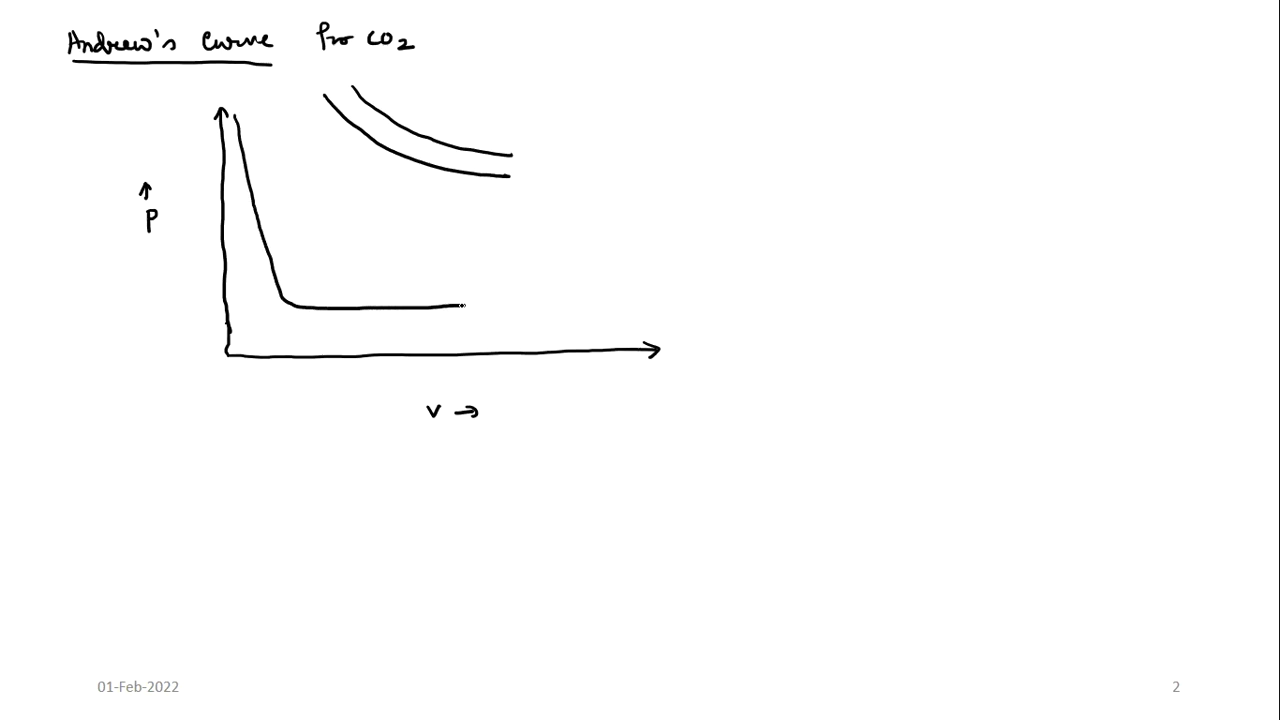 Andrew's Curve for CO2
↑
P
V →
01-Feb-2022
2